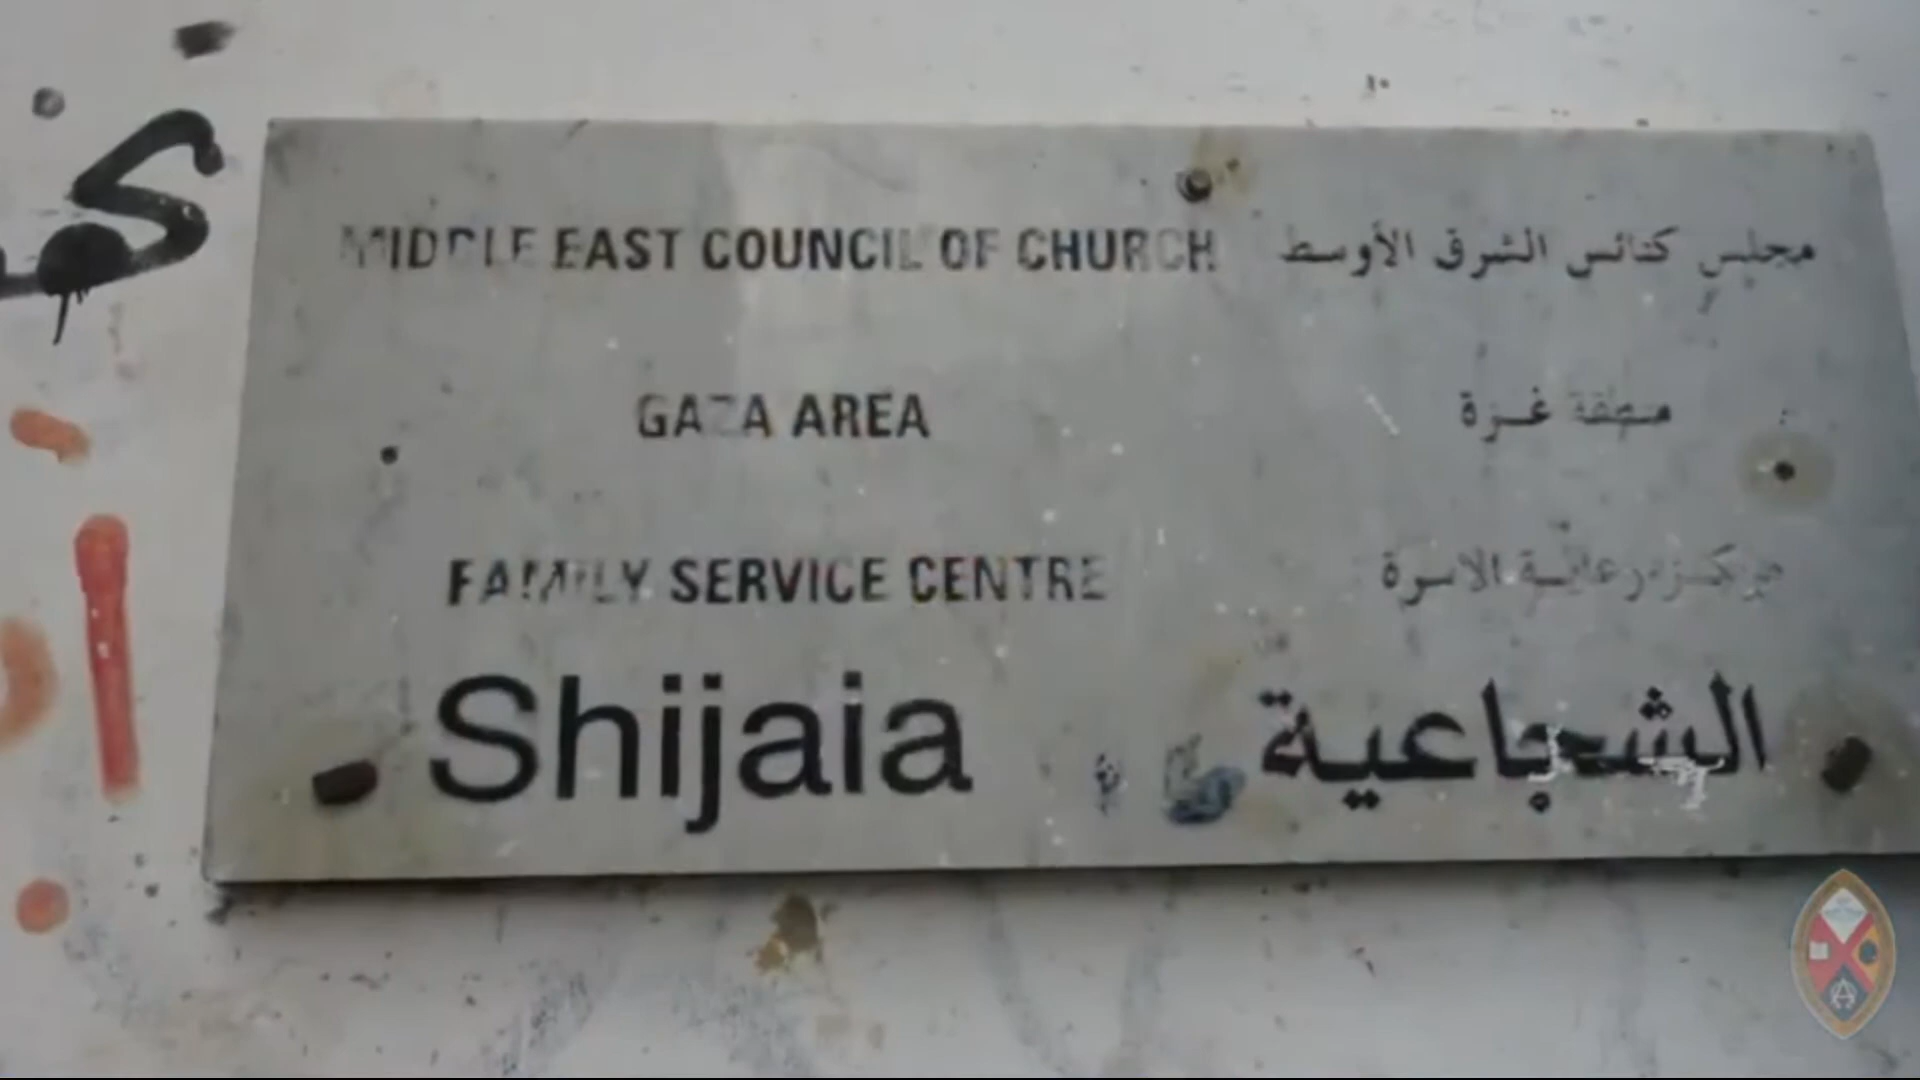 MIDDLE EAST COUNCIL OF CHURCH
مجلس كنائس الشرق الأوسط
GAZA AREA
منطقة غزة
FAMILY SERVICE CENTRE
مركز رعاية الاسرة
Shijaia
الشجاعية